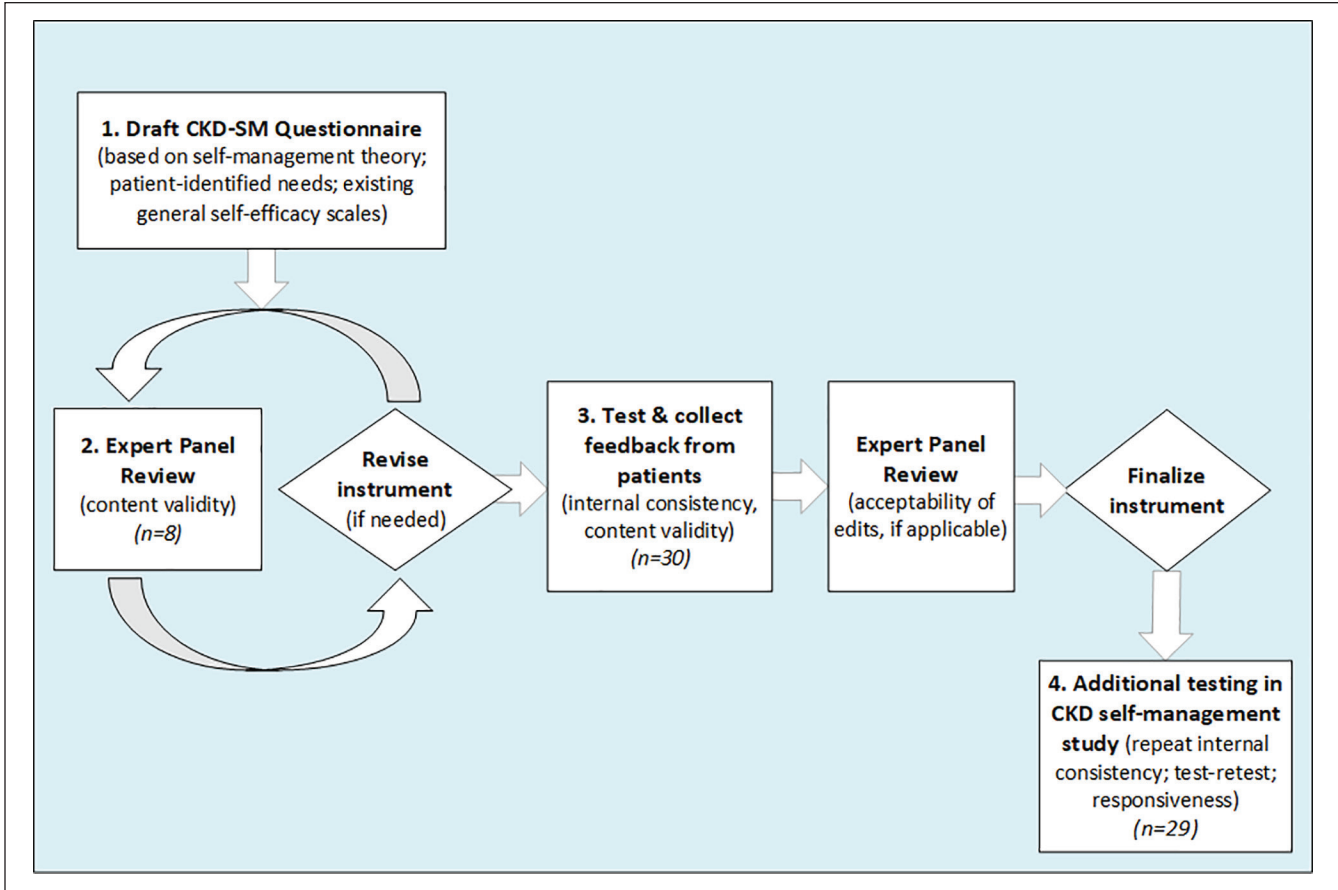 1. Draft CKD-SM Questionnaire
(based on self-management theory;
patient-identified needs; existing
general self-efficacy scales)
2. Expert Panel
Review
(content validity)
(n=8)
Revise
instrument
(if needed)
3. Test & collect
feedback from
patients
(internal consistency,
content validity)
(n=30)
Expert Panel
Review
(acceptability of
edits, if applicable)
Finalize
instrument
4. Additional testing in
CKD self-management
study (repeat internal
consistency; test-retest;
responsiveness)
(n=29)